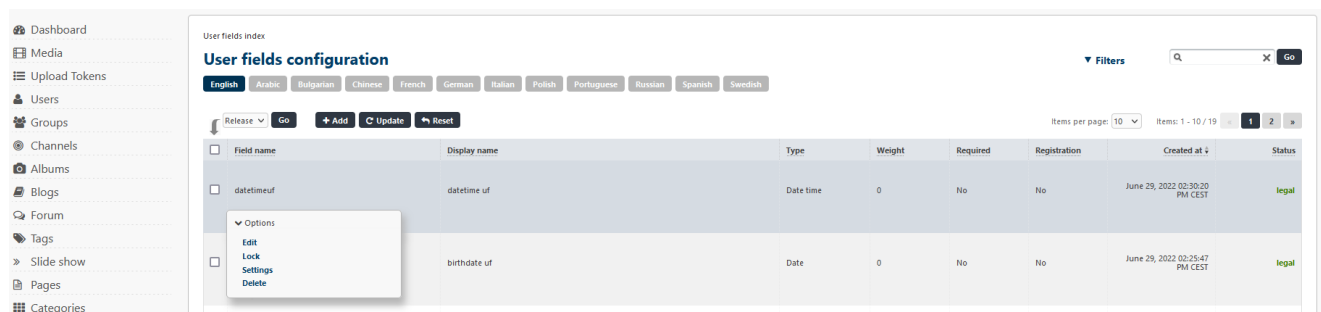 Dashboard
Media
Upload Tokens
Users
Groups
Channels
Albums
Blogs
Forum
Tags
Slide show
Pages
Categories
User fields index
User fields configuration
Filters
Go
English Arabic Bulgarian Chinese French German Italian Polish Portuguese Russian Spanish Swedish
Release Go + Add Update Reset
Items per page: 10 Items: 1 - 10 / 19 « 1 2 »
Field name Display name Type Weight Required Registration Created at Status
datetimeuf datetime uf Date time 0 No No June 29, 2022 02:30:20 PM CEST legal
Options
Edit
Lock
Settings
Delete
birthdate uf Date 0 No No June 29, 2022 02:25:47 PM CEST legal